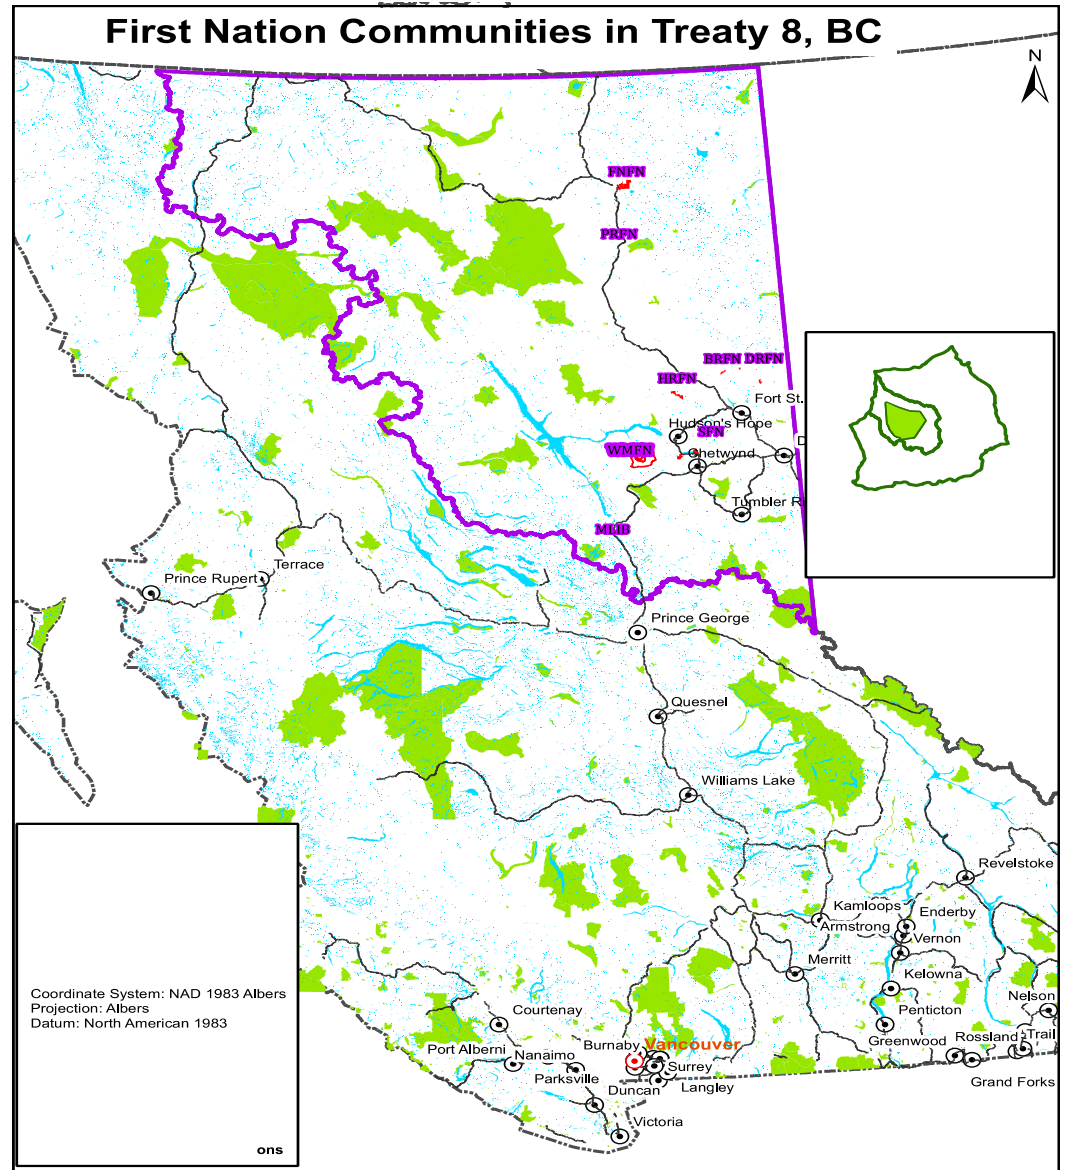 First Nation Communities in Treaty 8, BC
N
FNFN
PRFN
BRFN DRFN
HRFN
Fort St.
Hudson's Hope
SFN
WMFN
Chetwynd
D
Tumbler R
MLIB
Terrace
Prince Rupert
Prince George
Quesnel
Williams Lake
Revelstoke
Kamloops
Enderby
Armstrong
Vernon
Merritt
Kelowna
Coordinate System: NAD 1983 Albers
Projection: Albers
Datum: North American 1983
Nelson
Courtenay
Penticton
Greenwood
Rossland
Trail
Port Alberni
Nanaimo
Burnaby
Vancouver
Surrey
Parksville
Grand Forks
Duncan
Langley
Victoria
ons